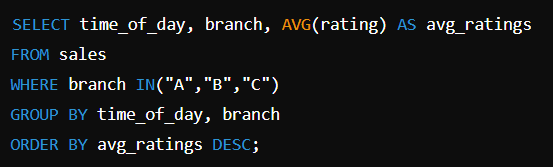 SELECT time_of_day, branch, AVG(rating) AS avg_ratings
FROM sales
WHERE branch IN("A","B","C")
GROUP BY time_of_day, branch
ORDER BY avg_ratings DESC;